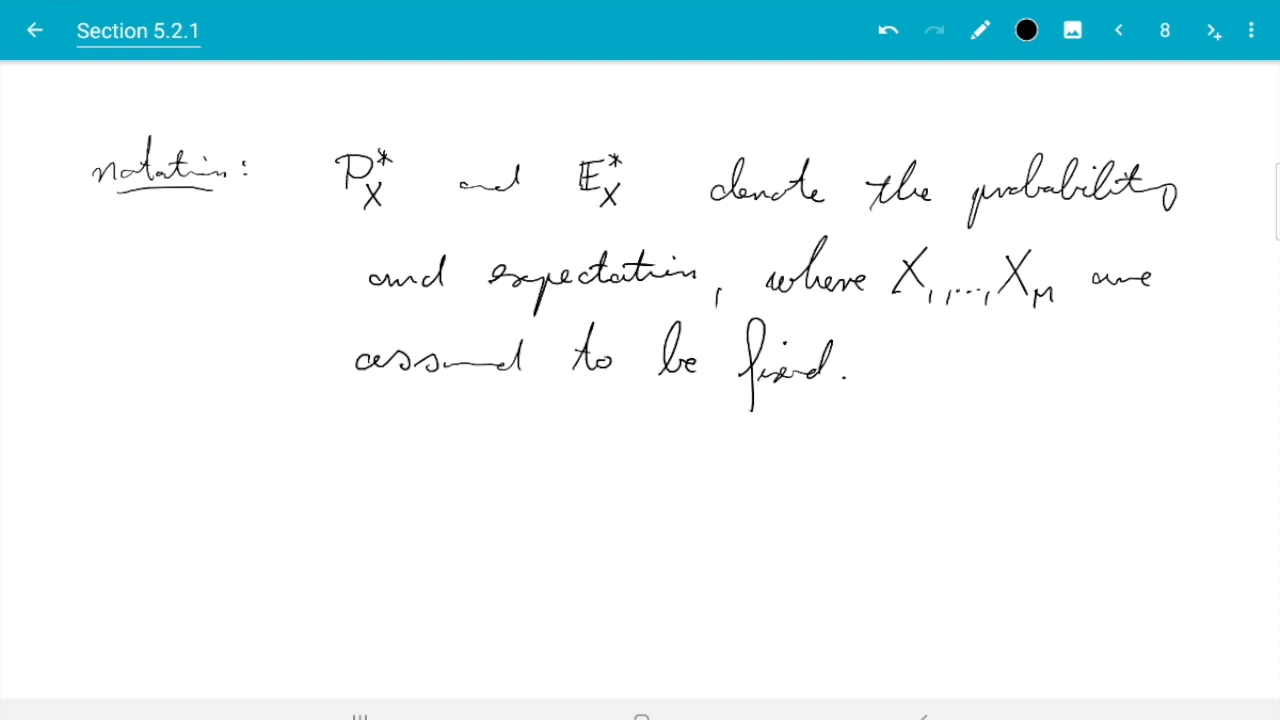 Section 5.2.1
8
notation: P*_X and E*_X denote the probability
and expectation, where X_1, ..., X_M are
assumed to be fixed.